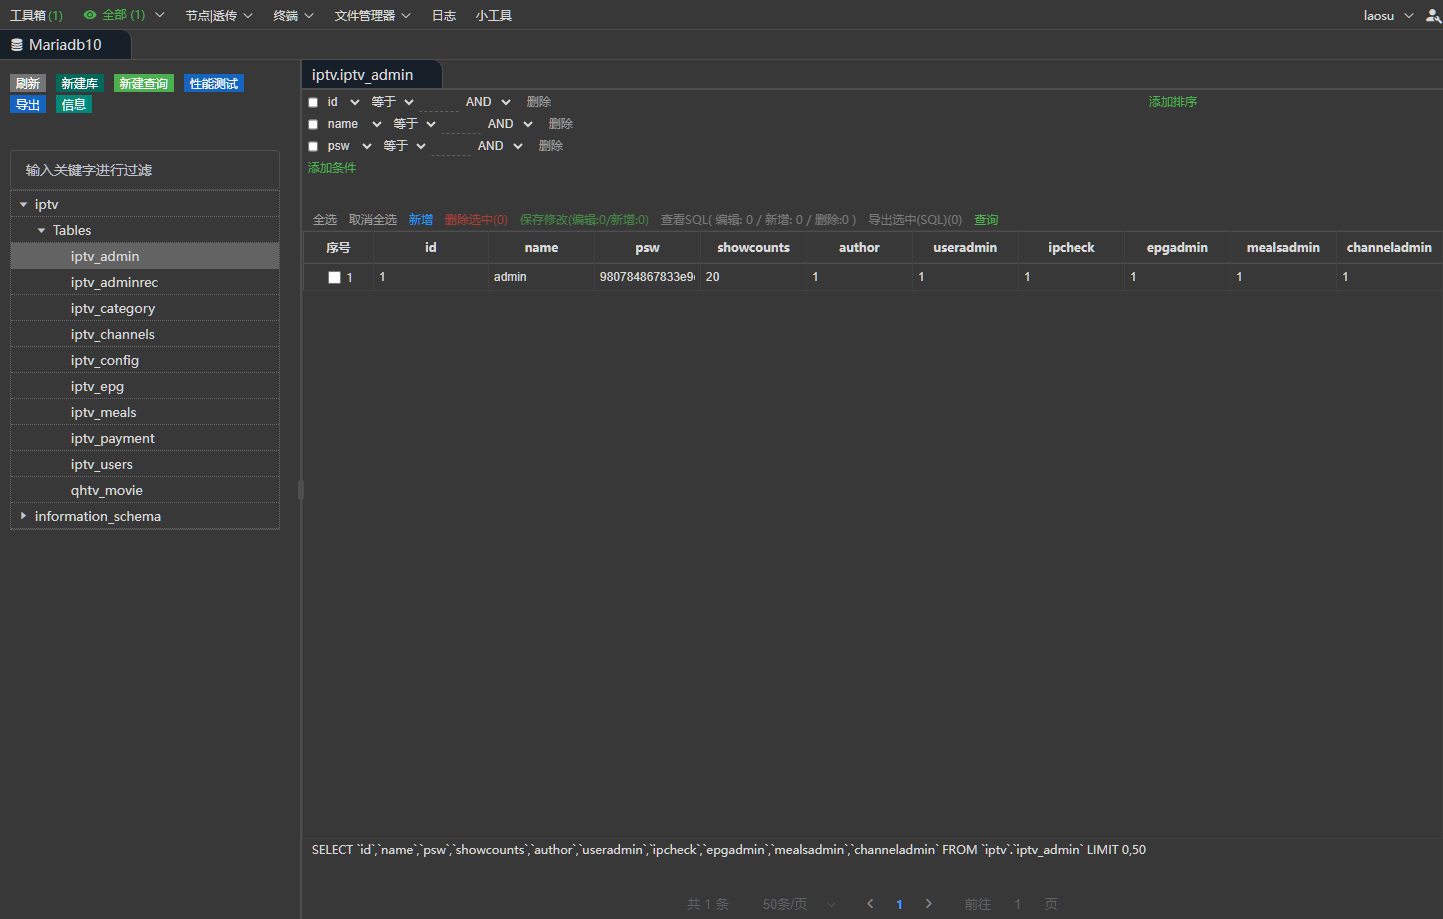 工具箱 (1) 全部 (1) 节点|透传 终端 文件管理器 日志 小工具 laosu
Mariadb10
刷新 新建库 新建查询 性能测试
导出 信息
输入关键字进行过滤
iptv
Tables
iptv_admin
iptv_adminrec
iptv_category
iptv_channels
iptv_config
iptv_epg
iptv_meals
iptv_payment
iptv_users
qhtv_movie
information_schema
iptv.iptv_admin
id 等于 AND 删除 添加排序
name 等于 AND 删除
psw 等于 AND 删除
添加条件
全选 取消全选 新增 删除选中(0) 保存修改(编辑:0/新增:0) 查看SQL( 编辑: 0 / 新增: 0 / 删除:0 ) 导出选中(SQL)(0) 查询
序号 id name psw showcounts author useradmin ipcheck epgadmin mealsadmin channeladmin
1 1 admin 980784867833e9 20 1 1 1 1 1 1
SELECT `id`,`name`,`psw`,`showcounts`,`author`,`useradmin`,`ipcheck`,`epgadmin`,`mealsadmin`,`channeladmin` FROM `iptv`.`iptv_admin` LIMIT 0,50
共 1 条 50条/页 1 前往 1 页